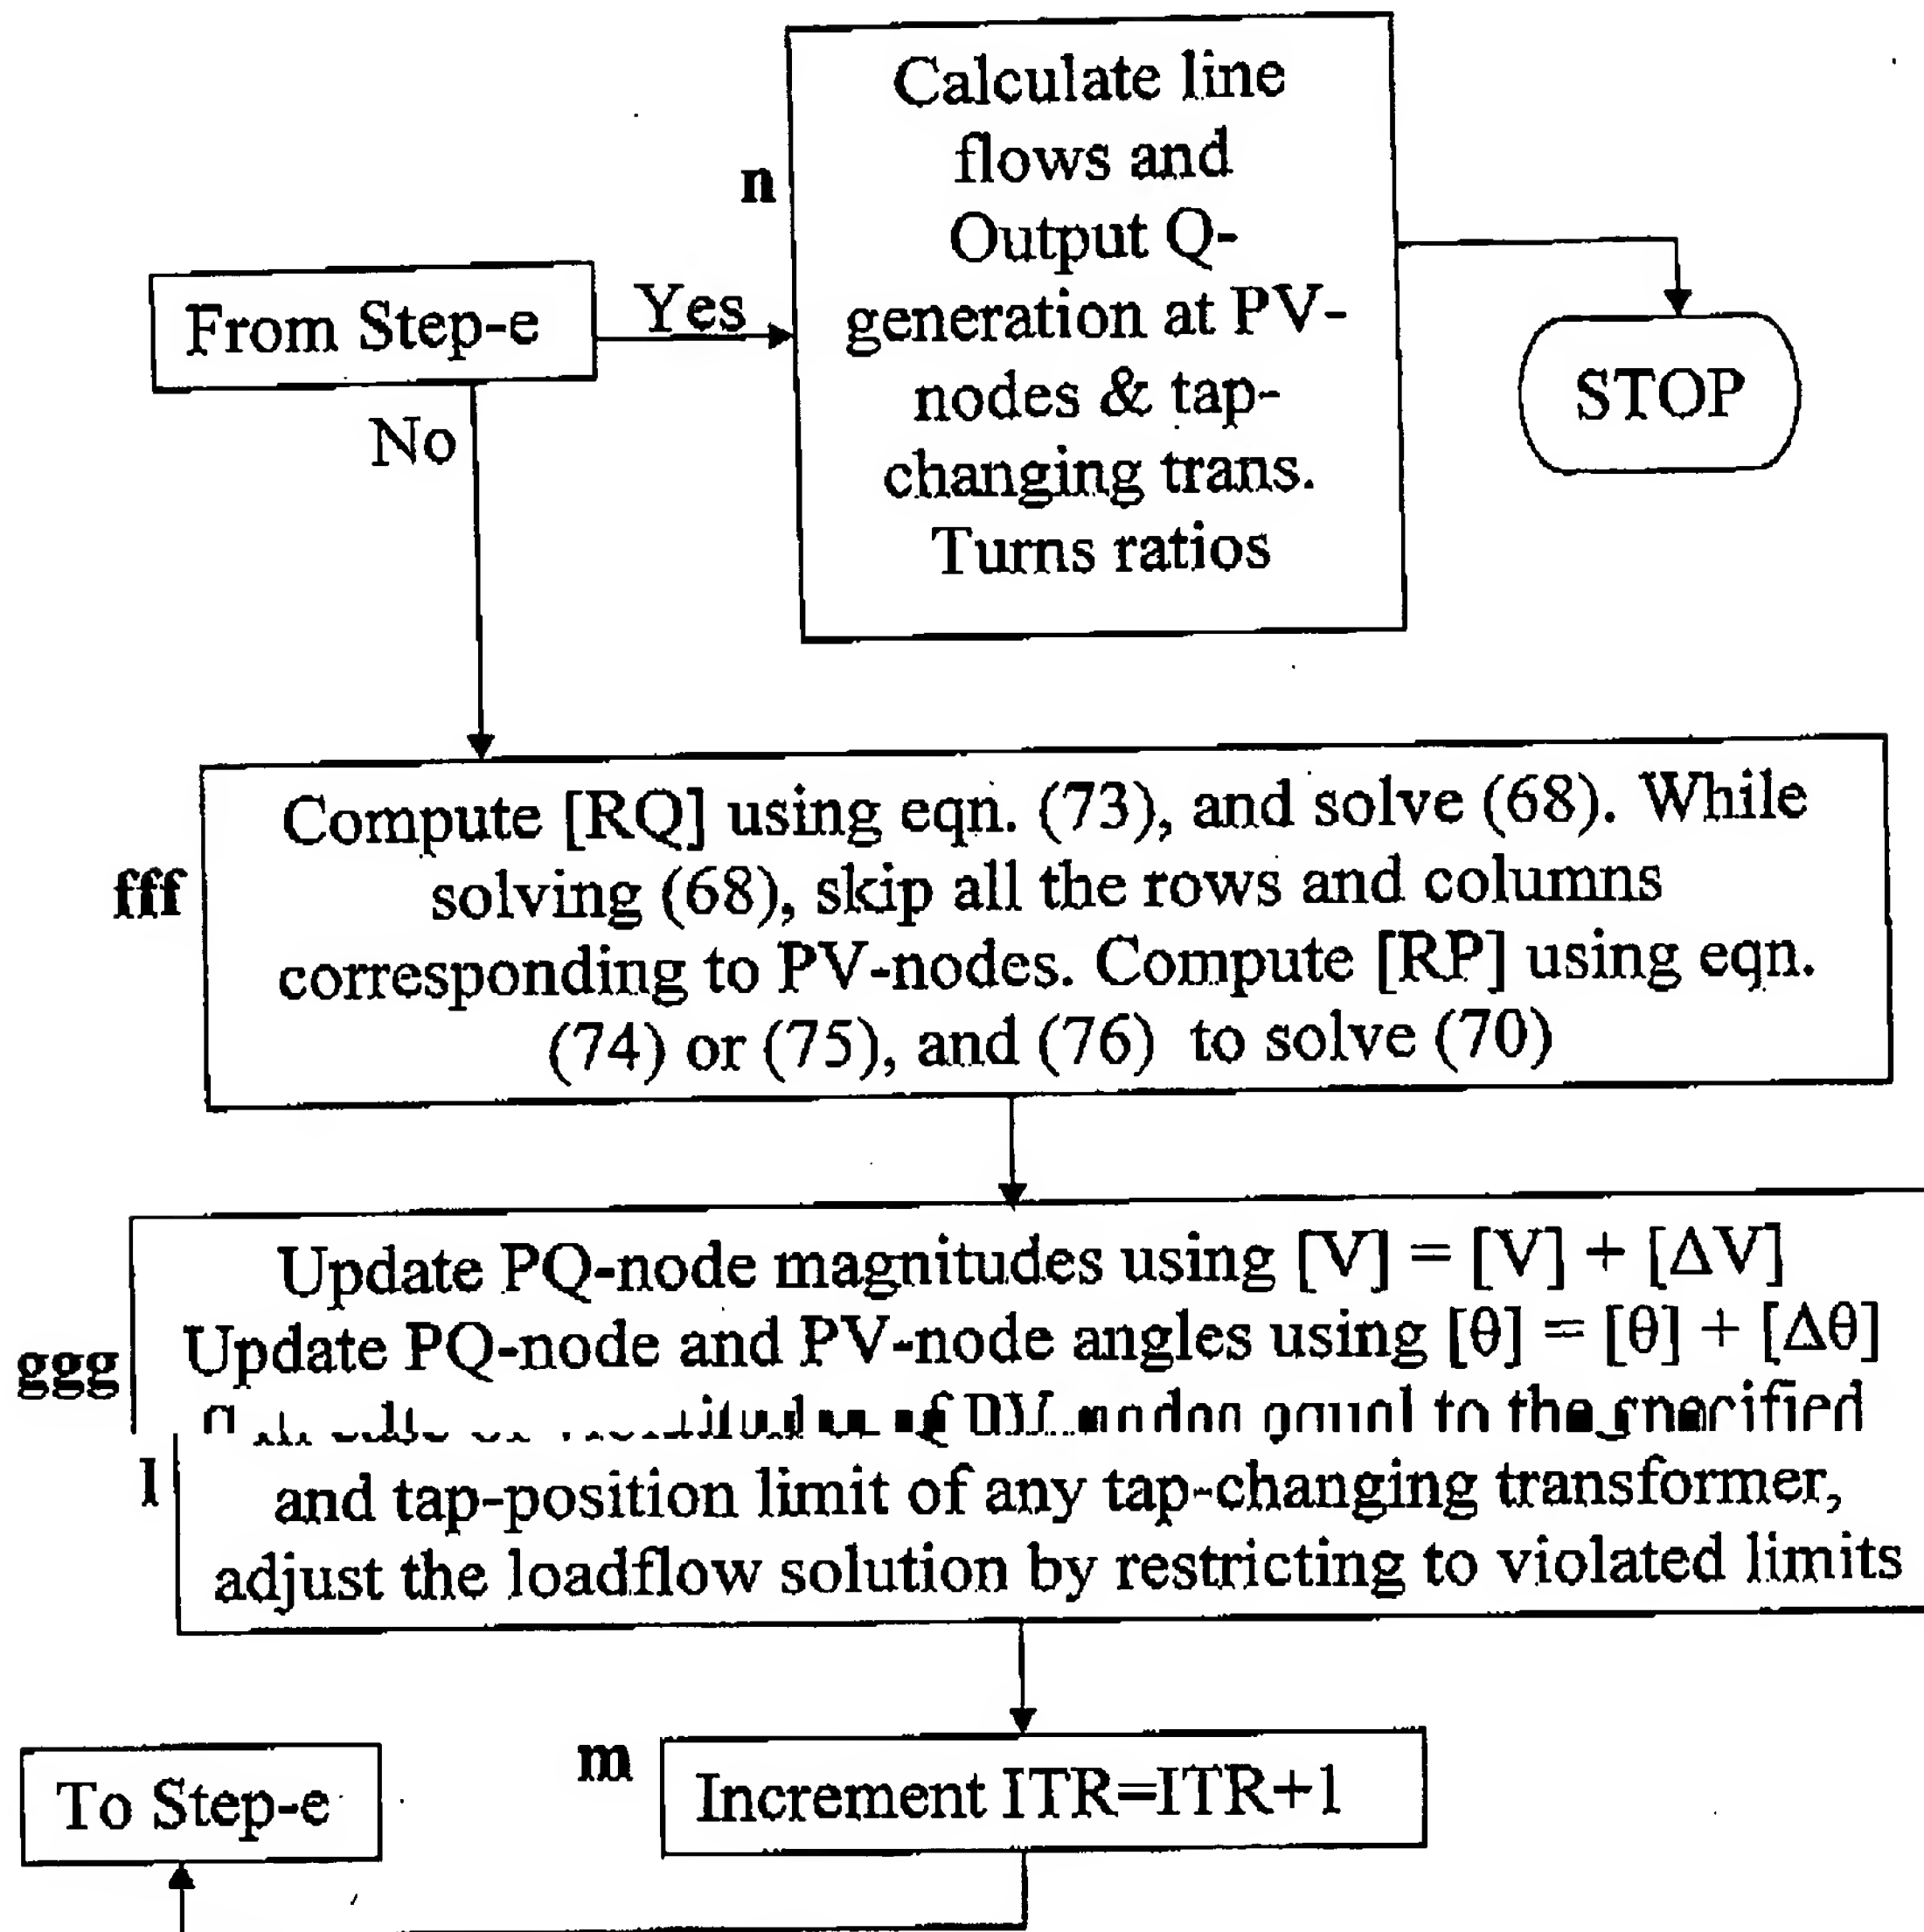 Calculate line
flows and
Output Q-
generation at PV-
nodes & tap-
changing trans.
Turns ratios
n
From Step-e
Yes
No
STOP
Compute [RQ] using eqn. (73), and solve (68). While
solving (68), skip all the rows and columns
corresponding to PV-nodes. Compute [RP] using eqn.
(74) or (75), and (76) to solve (70)
fff
Update PQ-node magnitudes using [V] = [V] + [ΔV]
Update PQ-node and PV-node angles using [θ] = [θ] + [Δθ]
equal to the specified
ggg
l
and tap-position limit of any tap-changing transformer,
adjust the loadflow solution by restricting to violated limits
m
Increment ITR=ITR+1
To Step-e